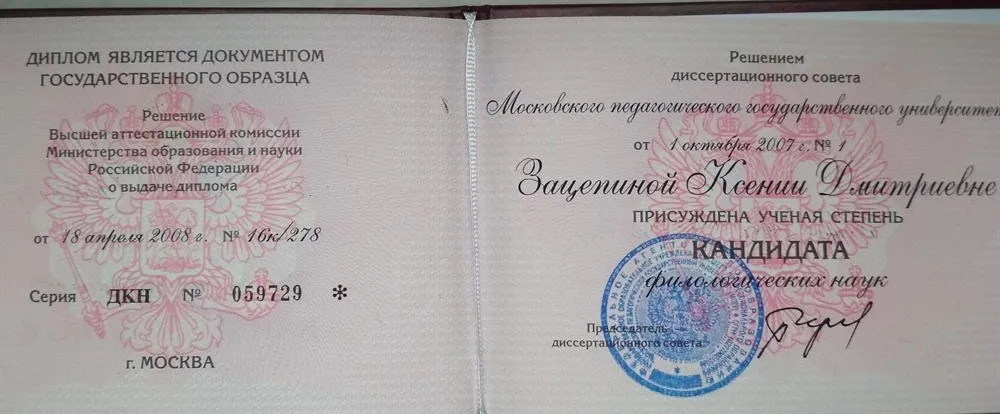 ДИПЛОМ ЯВЛЯЕТСЯ ДОКУМЕНТОМ
ГОСУДАРСТВЕННОГО ОБРАЗЦА
Решение
Высшей аттестационной комиссии
Министерства образования и науки
Российской Федерации
о выдаче диплома
от 18 апреля 2008 г. № 16к/278
Серия ДКН № 059729 *
г. МОСКВА
Решением
диссертационного совета
Московского педагогического государственного университет
от 1 октября 2007 г. № 1
Зацепиной Ксении Дмитриевне
ПРИСУЖДЕНА УЧЕНАЯ СТЕПЕНЬ
КАНДИДАТА
филологических наук
Председатель
диссертационного совета